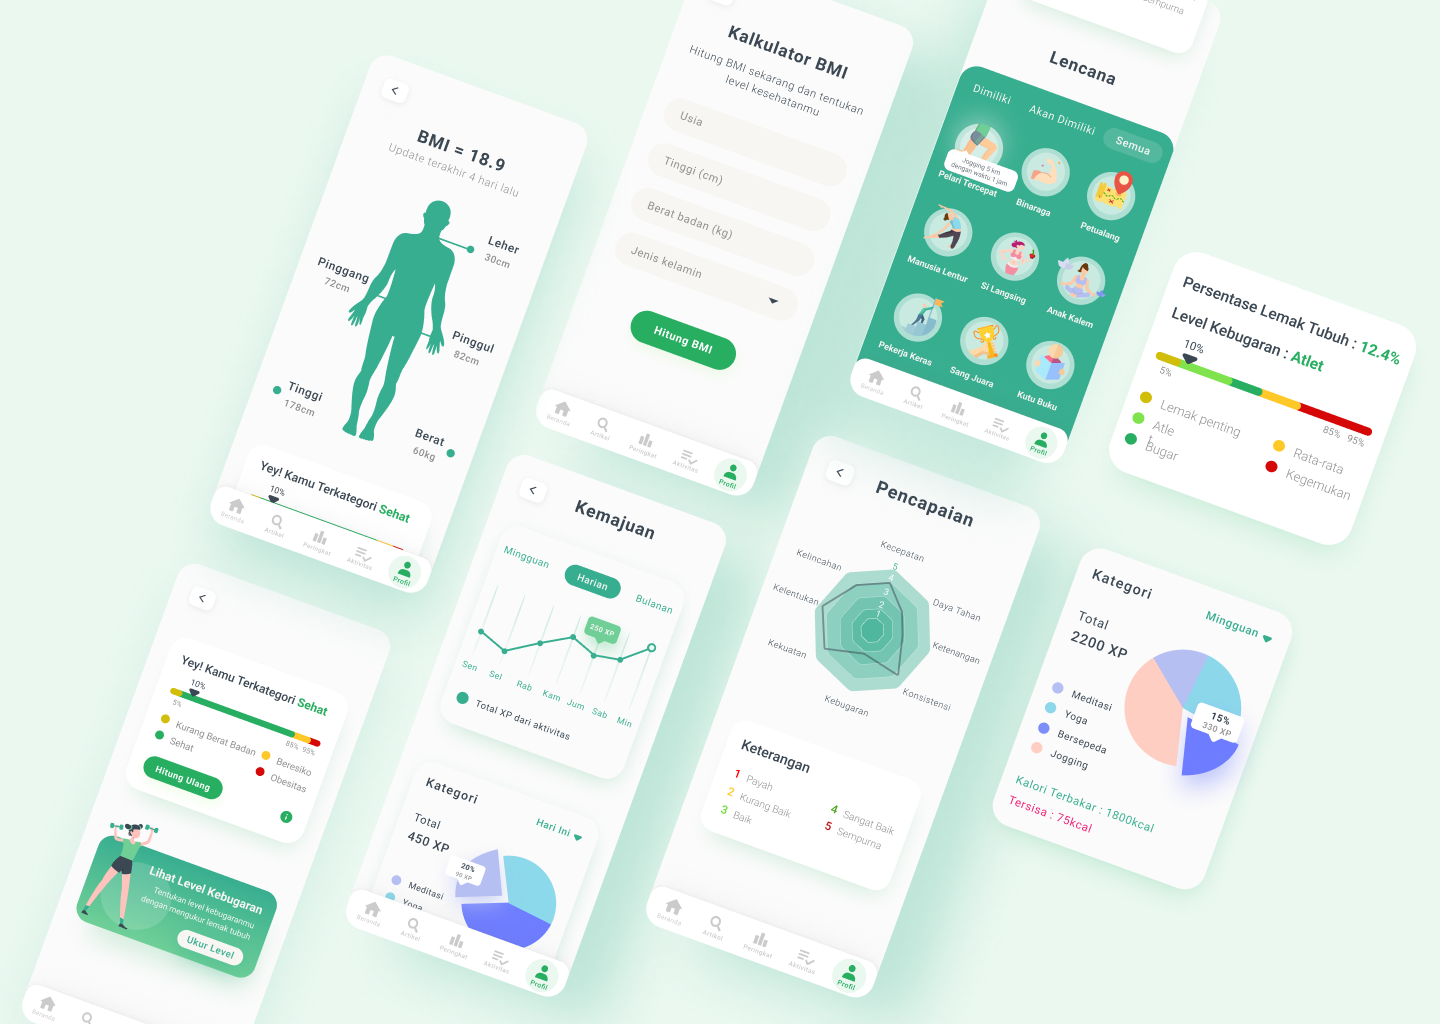 BMI = 18.9
Update terakhir 4 hari lalu
Leher
30cm
Pinggang
72cm
Pinggul
82cm
Tinggi
178cm
Berat
60kg
Yey! Kamu Terkategori Sehat
10%
Beranda
Artikel
Peringkat
Aktivitas
Profil
Kalkulator BMI
Hitung BMI sekarang dan tentukan
level kesehatanmu
Usia
Tinggi (cm)
Berat badan (kg)
Jenis kelamin
Hitung BMI
Beranda
Artikel
Peringkat
Aktivitas
Profil
Sempurna
Lencana
Dimiliki
Akan Dimiliki
Semua
Jogging 5 km
dengan waktu 1 jam
Pelari Tercepat
Binaraga
Petualang
Manusia Lentur
Si Langsing
Anak Kalem
Pekerja Keras
Sang Juara
Kutu Buku
Beranda
Artikel
Peringkat
Aktivitas
Profil
Persentase Lemak Tubuh : 12.4%
Level Kebugaran : Atlet
10%
5%
85%
95%
Lemak penting
Atle
t
Bugar
Rata-rata
Kegemukan
Yey! Kamu Terkategori Sehat
10%
5%
85%
95%
Kurang Berat Badan
Sehat
Beresiko
Obesitas
Hitung Ulang
i
Lihat Level Kebugaran
Tentukan level kebugaranmu
dengan mengukur lemak tubuh
Ukur Level
Beranda
Kemajuan
Mingguan
Harian
Bulanan
250 XP
Sen
Sel
Rab
Kam
Jum
Sab
Min
Total XP dari aktivitas
Kategori
Hari Ini
Total
450 XP
20%
90 XP
Meditasi
Yoga
Beranda
Artikel
Peringkat
Aktivitas
Profil
Pencapaian
Kecepatan
Kelincahan
Kelentukan
Daya Tahan
5
4
3
2
1
Kekuatan
Ketenangan
Kebugaran
Konsistensi
Keterangan
1 Payah
2 Kurang Baik
3 Baik
4 Sangat Baik
5 Sempurna
Beranda
Artikel
Peringkat
Aktivitas
Profil
Kategori
Mingguan
Total
2200 XP
Meditasi
Yoga
Bersepeda
Jogging
15%
330 XP
Kalori Terbakar : 1800kcal
Tersisa : 75kcal